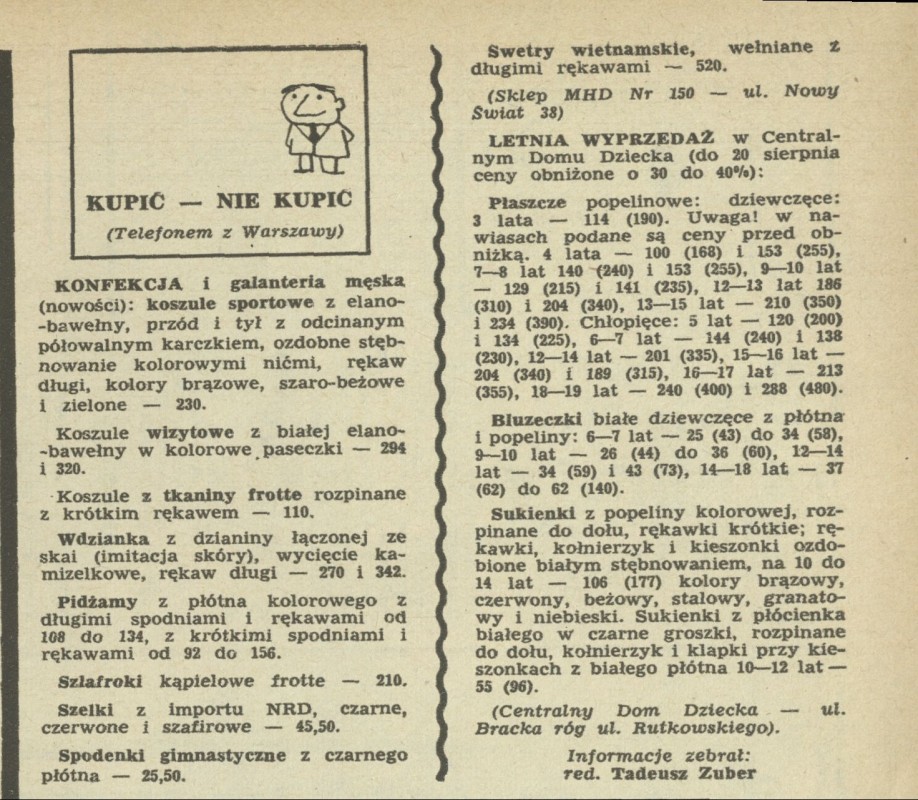 KUPIĆ — NIE KUPIĆ
(Telefonem z Warszawy)
KONFEKCJA i galanteria męska
(nowości): koszule sportowe z elano-
-bawełny, przód i tył z odcinanym
półowalnym karczkiem, ozdobne stęb-
nowanie kolorowymi nićmi, rękaw
długi, kolory brązowe, szaro-beżowe
i zielone — 230.
Koszule wizytowe z białej elano-
-bawełny w kolorowe paseczki — 294
i 320.
Koszule z tkaniny frotte rozpinane
z krótkim rękawem — 110.
Wdzianka z dzianiny łączonej ze
skai (imitacja skóry), wycięcie ka-
mizelkowe, rękaw długi — 270 i 342.
Pidżamy z płótna kolorowego z
długimi spodniami i rękawami od
108 do 134, z krótkimi spodniami i
rękawami od 92 do 156.
Szlafroki kąpielowe frotte — 210.
Szelki z importu NRD, czarne,
czerwone i szafirowe — 45,50.
Spodenki gimnastyczne z czarnego
płótna — 25,50.
Swetry wietnamskie, wełniane z
długimi rękawami — 520.
(Sklep MHD Nr 150 — ul. Nowy
Swiat 38)
LETNIA WYPRZEDAŻ w Central-
nym Domu Dziecka (do 20 sierpnia
ceny obniżone o 30 do 40%):
Płaszcze popelinowe: dziewczęce:
3 lata — 114 (190). Uwaga! w na-
wiasach podane są ceny przed ob-
niżką. 4 lata — 100 (168) i 153 (255),
7—8 lat 140 (240) i 153 (255), 9—10 lat
— 129 (215) i 141 (235), 12—13 lat 186
(310) i 204 (340), 13—15 lat — 210 (350)
i 234 (390). Chłopięce: 5 lat — 120 (200)
i 134 (225), 6—7 lat — 144 (240) i 138
(230), 12—14 lat — 201 (335), 15—16 lat —
204 (340) i 189 (315), 16—17 lat — 213
(355), 18—19 lat — 240 (400) i 288 (480).
Bluzeczki białe dziewczęce z płótna
i popeliny: 6—7 lat — 25 (43) do 34 (58),
9—10 lat — 26 (44) do 36 (60), 12—14
lat — 34 (59) i 43 (73), 14—18 lat — 37
(62) do 62 (140).
Sukienki z popeliny kolorowej, roz-
pinane do dołu, rękawki krótkie; rę-
kawki, kołnierzyk i kieszonki ozdo-
bione białym stębnowaniem, na 10 do
14 lat — 106 (177) kolory brązowy,
czerwony, beżowy, stalowy, granato-
wy i niebieski. Sukienki z płócienka
białego w czarne groszki, rozpinane
do dołu, kołnierzyk i klapki przy kie-
szonkach z białego płótna 10—12 lat —
55 (96).
(Centralny Dom Dziecka — ul.
Bracka róg ul. Rutkowskiego).
Informacje zebrał:
red. Tadeusz Zuber